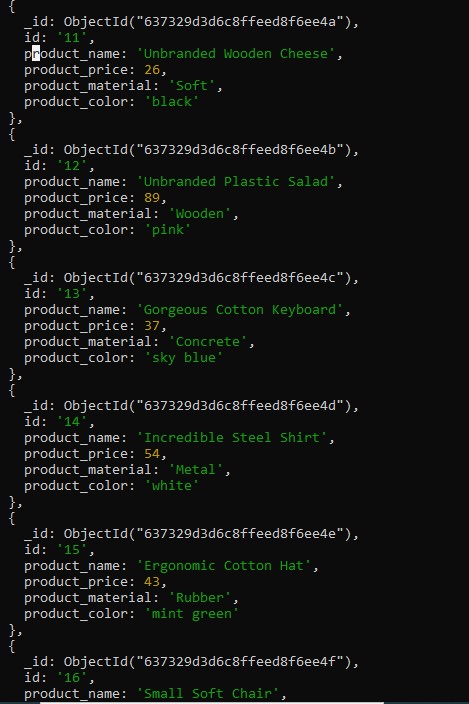 {
_id: ObjectId("637329d3d6c8ffeed8f6ee4a"),
id: '11',
product_name: 'Unbranded Wooden Cheese',
product_price: 26,
product_material: 'Soft',
product_color: 'black'
},
{
_id: ObjectId("637329d3d6c8ffeed8f6ee4b"),
id: '12',
product_name: 'Unbranded Plastic Salad',
product_price: 89,
product_material: 'Wooden',
product_color: 'pink'
},
{
_id: ObjectId("637329d3d6c8ffeed8f6ee4c"),
id: '13',
product_name: 'Gorgeous Cotton Keyboard',
product_price: 37,
product_material: 'Concrete',
product_color: 'sky blue'
},
{
_id: ObjectId("637329d3d6c8ffeed8f6ee4d"),
id: '14',
product_name: 'Incredible Steel Shirt',
product_price: 54,
product_material: 'Metal',
product_color: 'white'
},
{
_id: ObjectId("637329d3d6c8ffeed8f6ee4e"),
id: '15',
product_name: 'Ergonomic Cotton Hat',
product_price: 43,
product_material: 'Rubber',
product_color: 'mint green'
},
{
_id: ObjectId("637329d3d6c8ffeed8f6ee4f"),
id: '16',
product_name: 'Small Soft Chair',